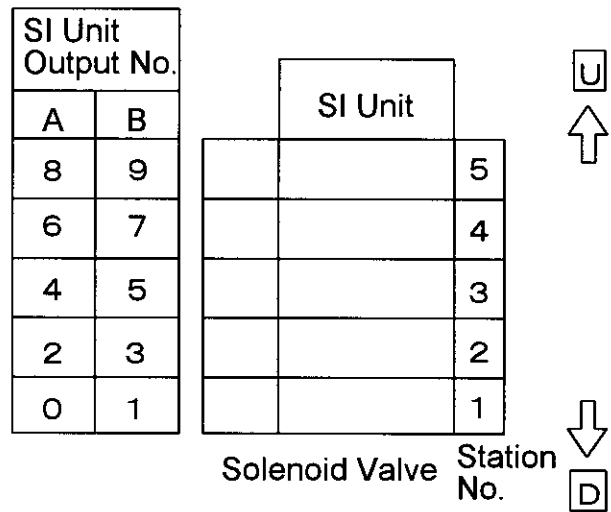 SI Unit
Output No.
A B
8 9
6 7
4 5
2 3
0 1
SI Unit
5
4
3
2
1
Solenoid Valve
Station
No.
U
D